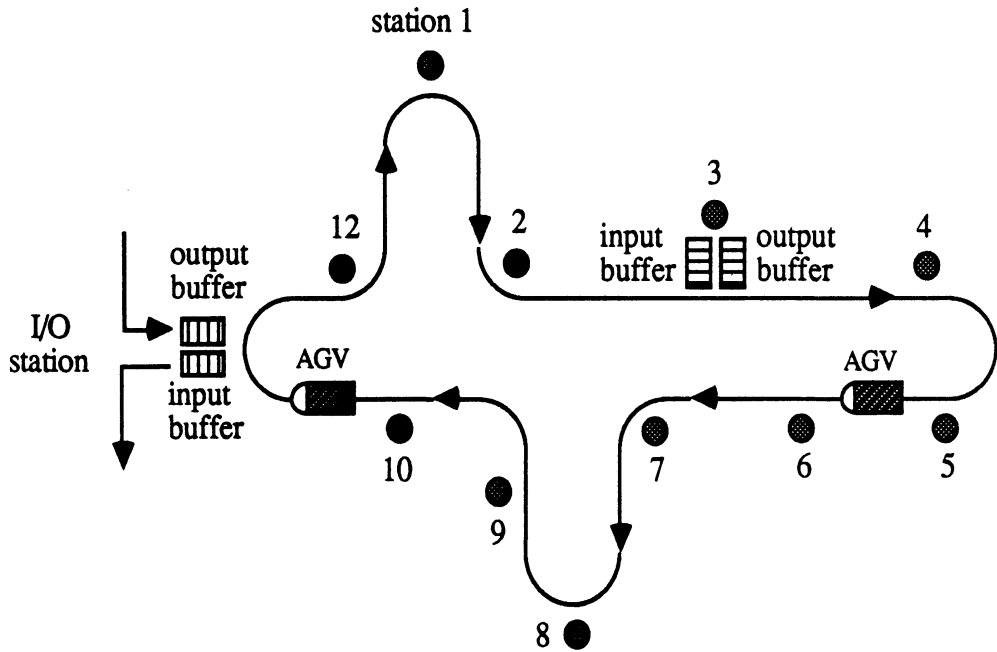 station 1
3
12
2
4
input
buffer
output
buffer
output
buffer
I/O
station
AGV
AGV
input
buffer
10
7
6
5
9
8